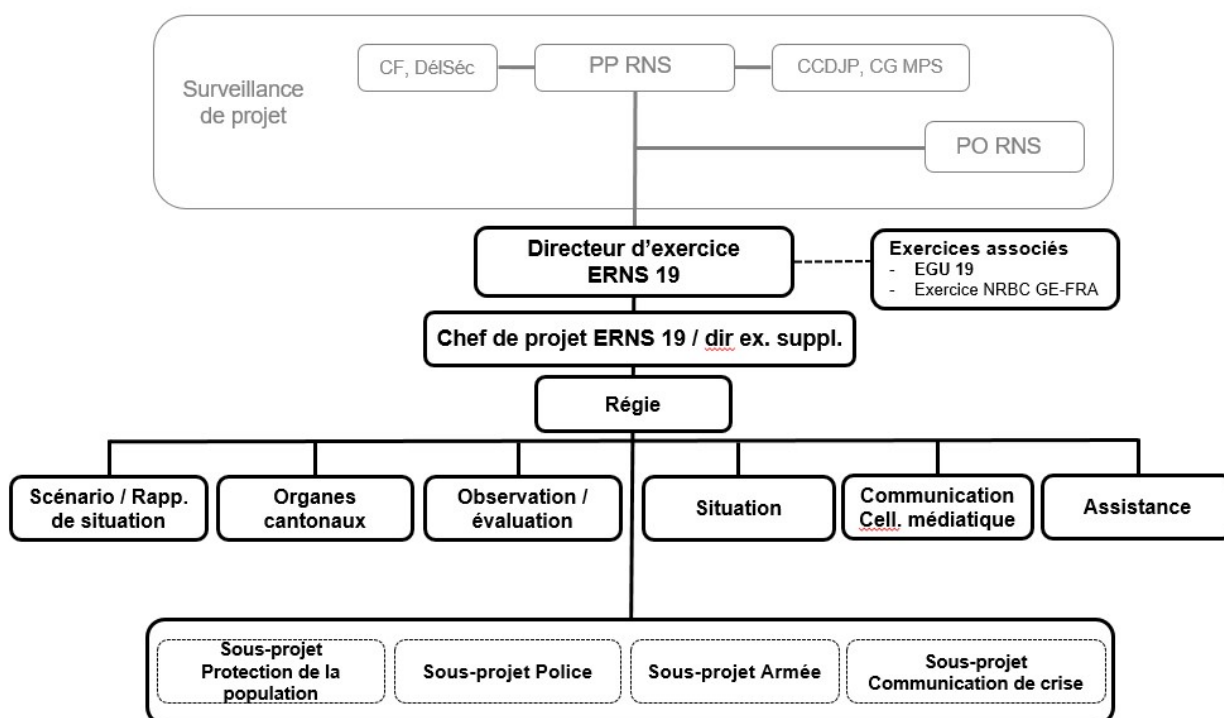 CF, DélSéc
PP RNS
CCDJP, CG MPS
Surveillance
de projet
PO RNS
Directeur d'exercice
ERNS 19
Exercices associés
- EGU 19
- Exercice NRBC GE-FRA
Chef de projet ERNS 19 / dir ex. suppl.
Régie
Scénario / Rapp.
de situation
Organes
cantonaux
Observation /
évaluation
Situation
Communication
Cell. médiatique
Assistance
Sous-projet
Protection de la
population
Sous-projet Police
Sous-projet Armée
Sous-projet
Communication de crise